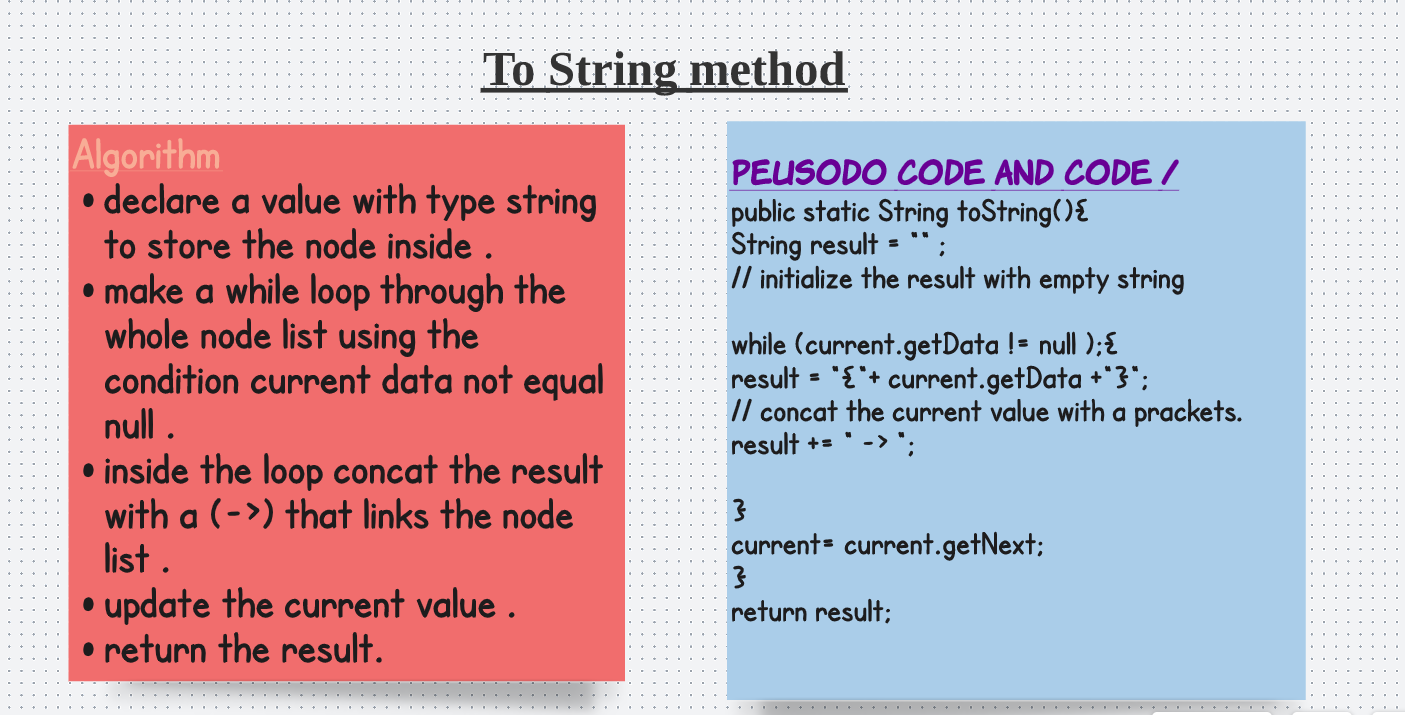 To String method
Algorithm
• declare a value with type string
to store the node inside .
• make a while loop through the
whole node list using the
condition current data not equal
null .
• inside the loop concat the result
with a (->) that links the node
list .
• update the current value .
• return the result.
PEUSODO CODE AND CODE /
public static String toString(){
String result = "" ;
// initialize the result with empty string
while (current.getData != null );{
result = "{"+ current.getData +"}";
// concat the current value with a prackets.
result += " -> ";
}
current= current.getNext;
}
return result;